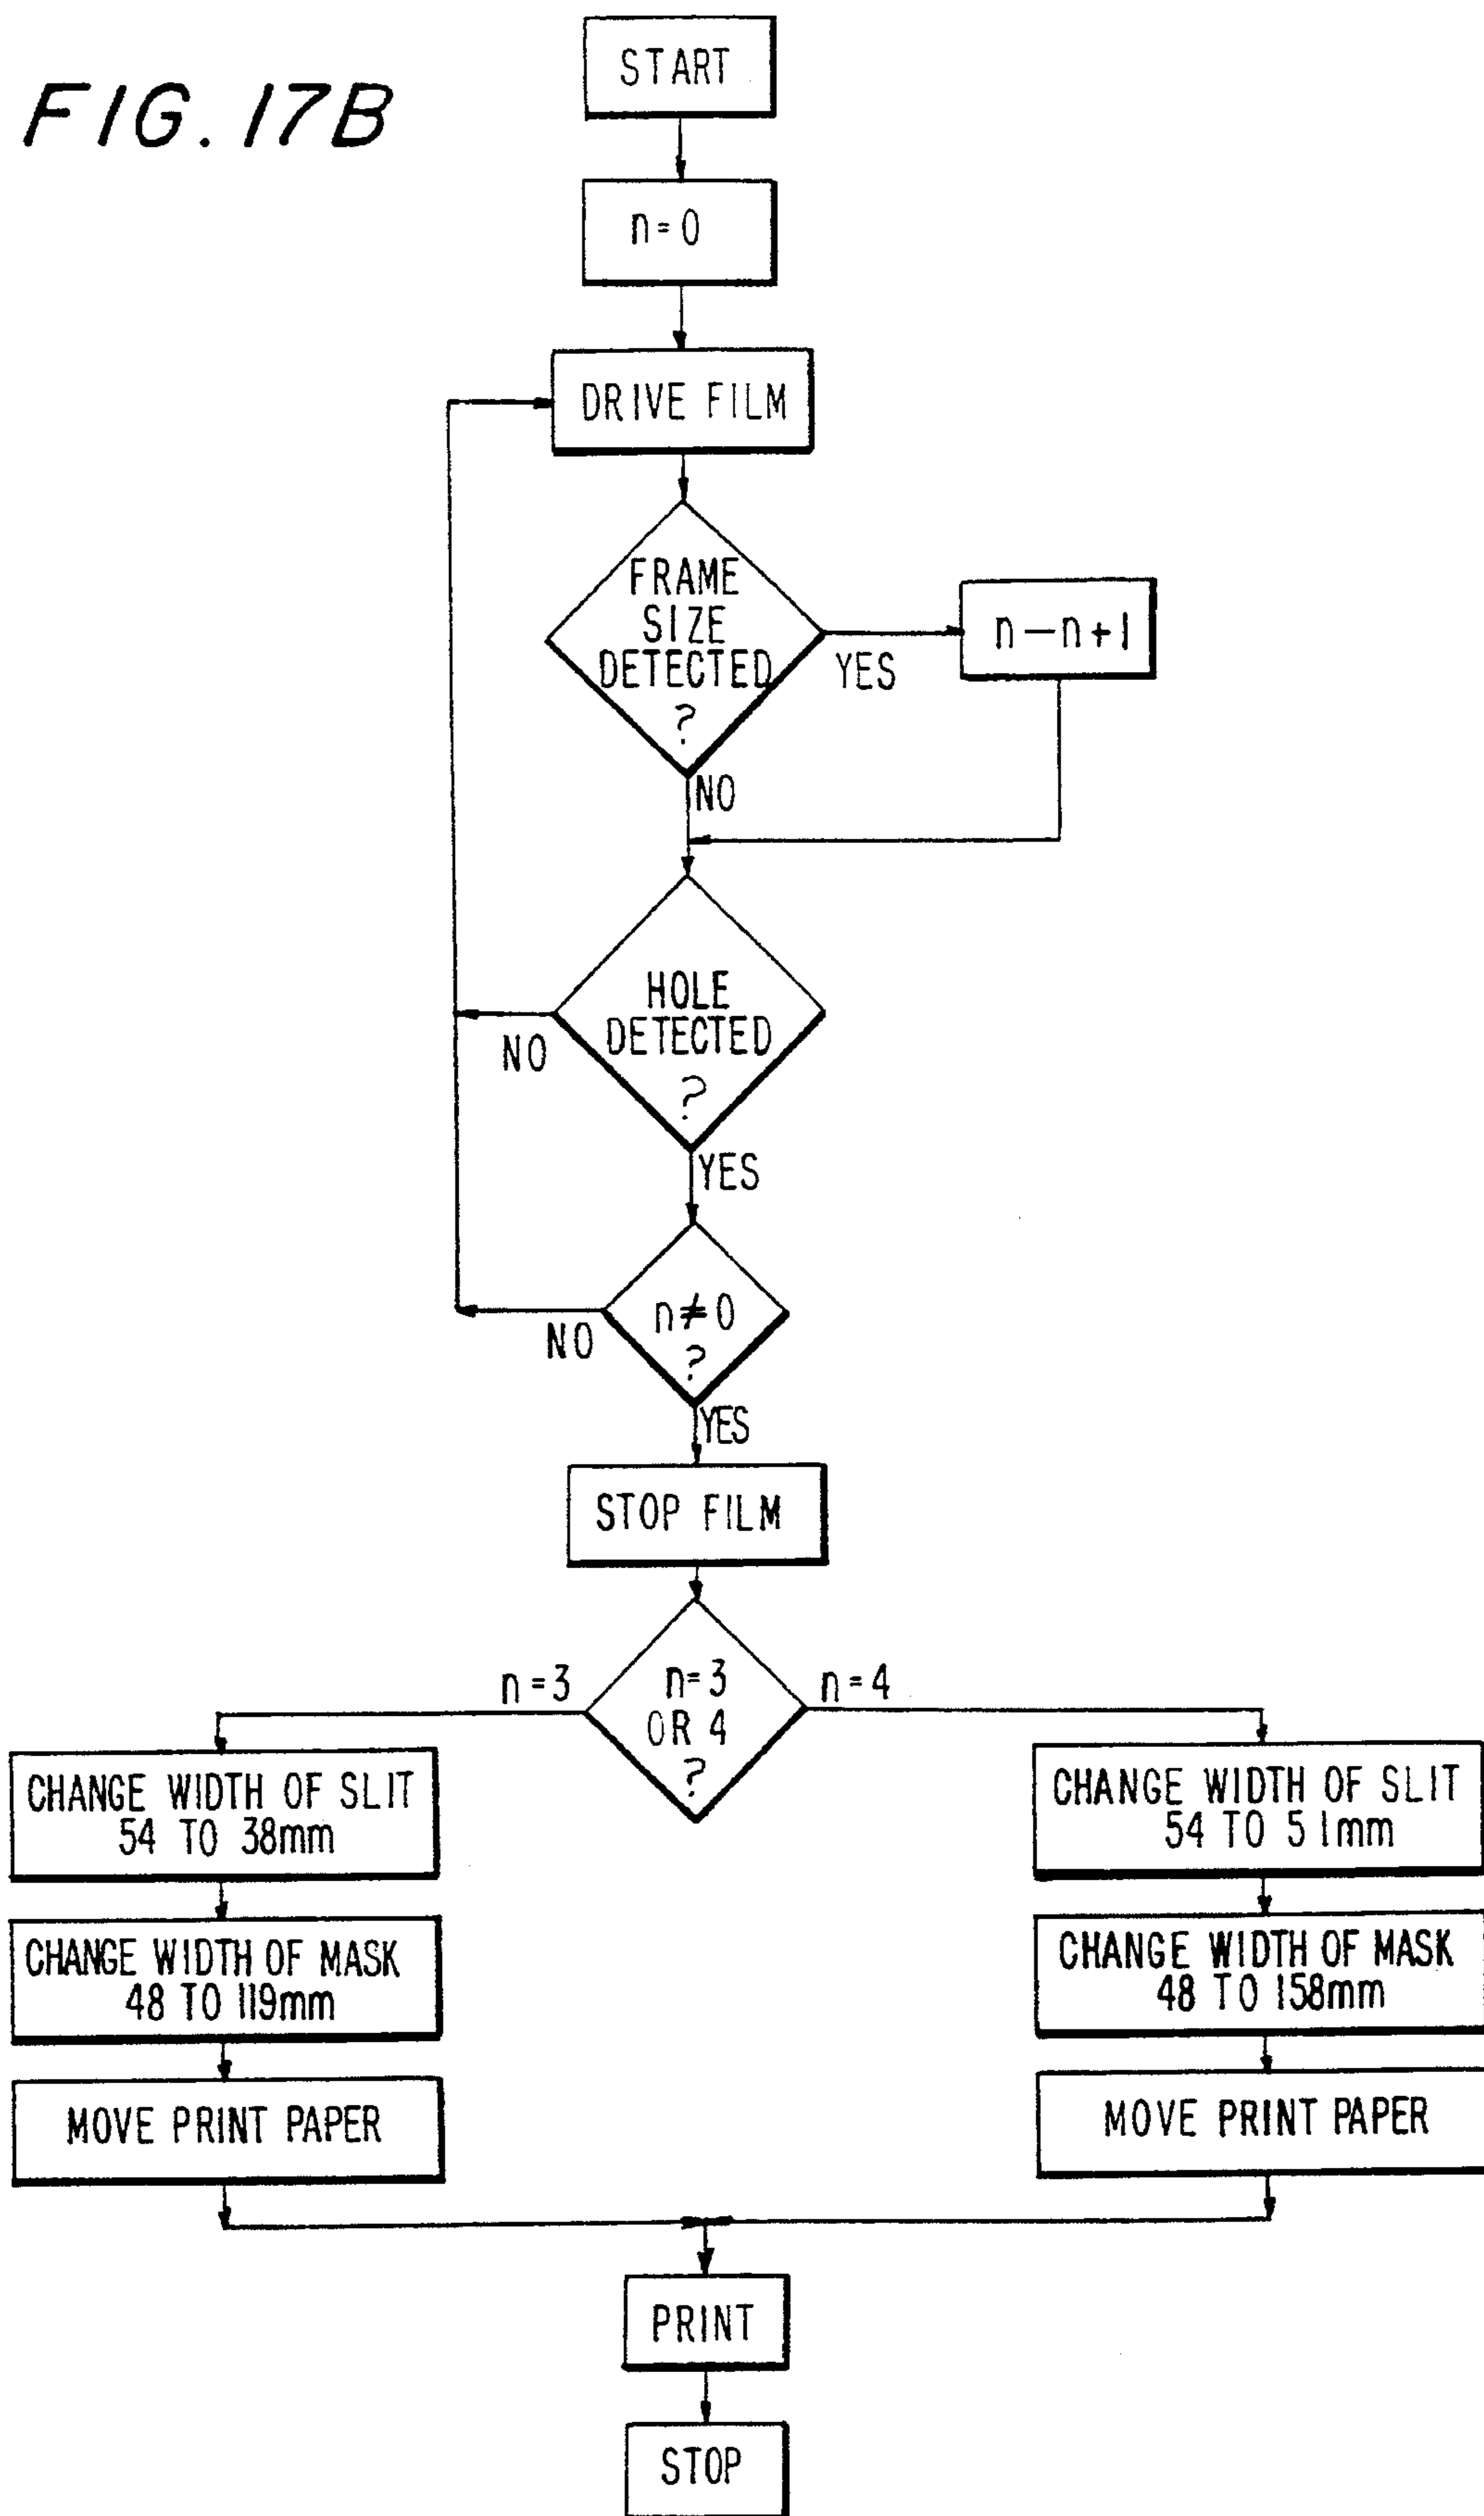 FIG. 17B
START
n=0
DRIVE FILM
FRAME
SIZE
DETECTED
?
YES
n—n+1
NO
HOLE
DETECTED
?
NO
YES
n≠0
?
NO
YES
STOP FILM
n=3
OR 4
?
n=3
n=4
CHANGE WIDTH OF SLIT
54 TO 38mm
CHANGE WIDTH OF MASK
48 TO 119mm
MOVE PRINT PAPER
CHANGE WIDTH OF SLIT
54 TO 51mm
CHANGE WIDTH OF MASK
48 TO 158mm
MOVE PRINT PAPER
PRINT
STOP